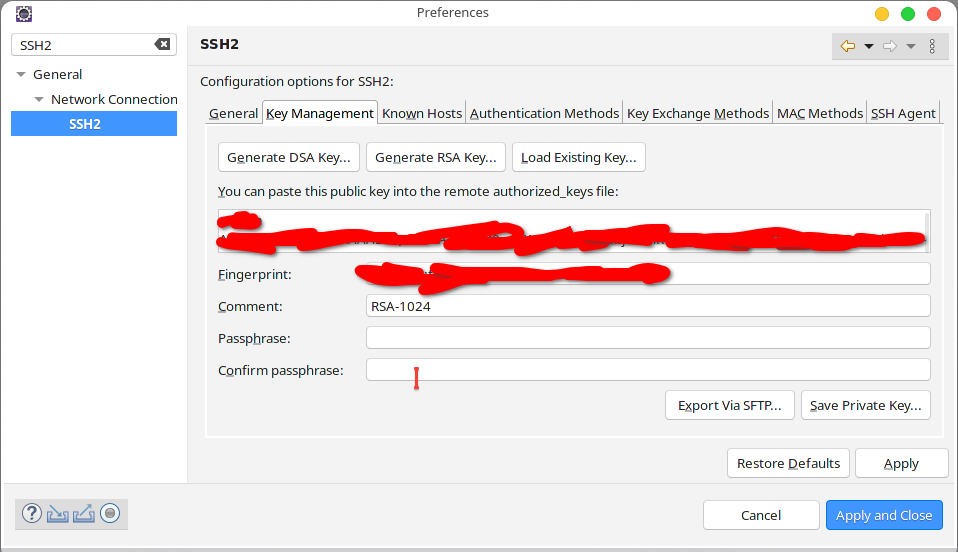 Preferences
SSH2
General
Network Connection
SSH2
SSH2
Configuration options for SSH2:
General Key Management Known Hosts Authentication Methods Key Exchange Methods MAC Methods SSH Agent
Generate DSA Key... Generate RSA Key... Load Existing Key...
You can paste this public key into the remote authorized_keys file:
Fingerprint:
Comment: RSA-1024
Passphrase:
Confirm passphrase:
Export Via SFTP... Save Private Key...
Restore Defaults Apply
Cancel Apply and Close